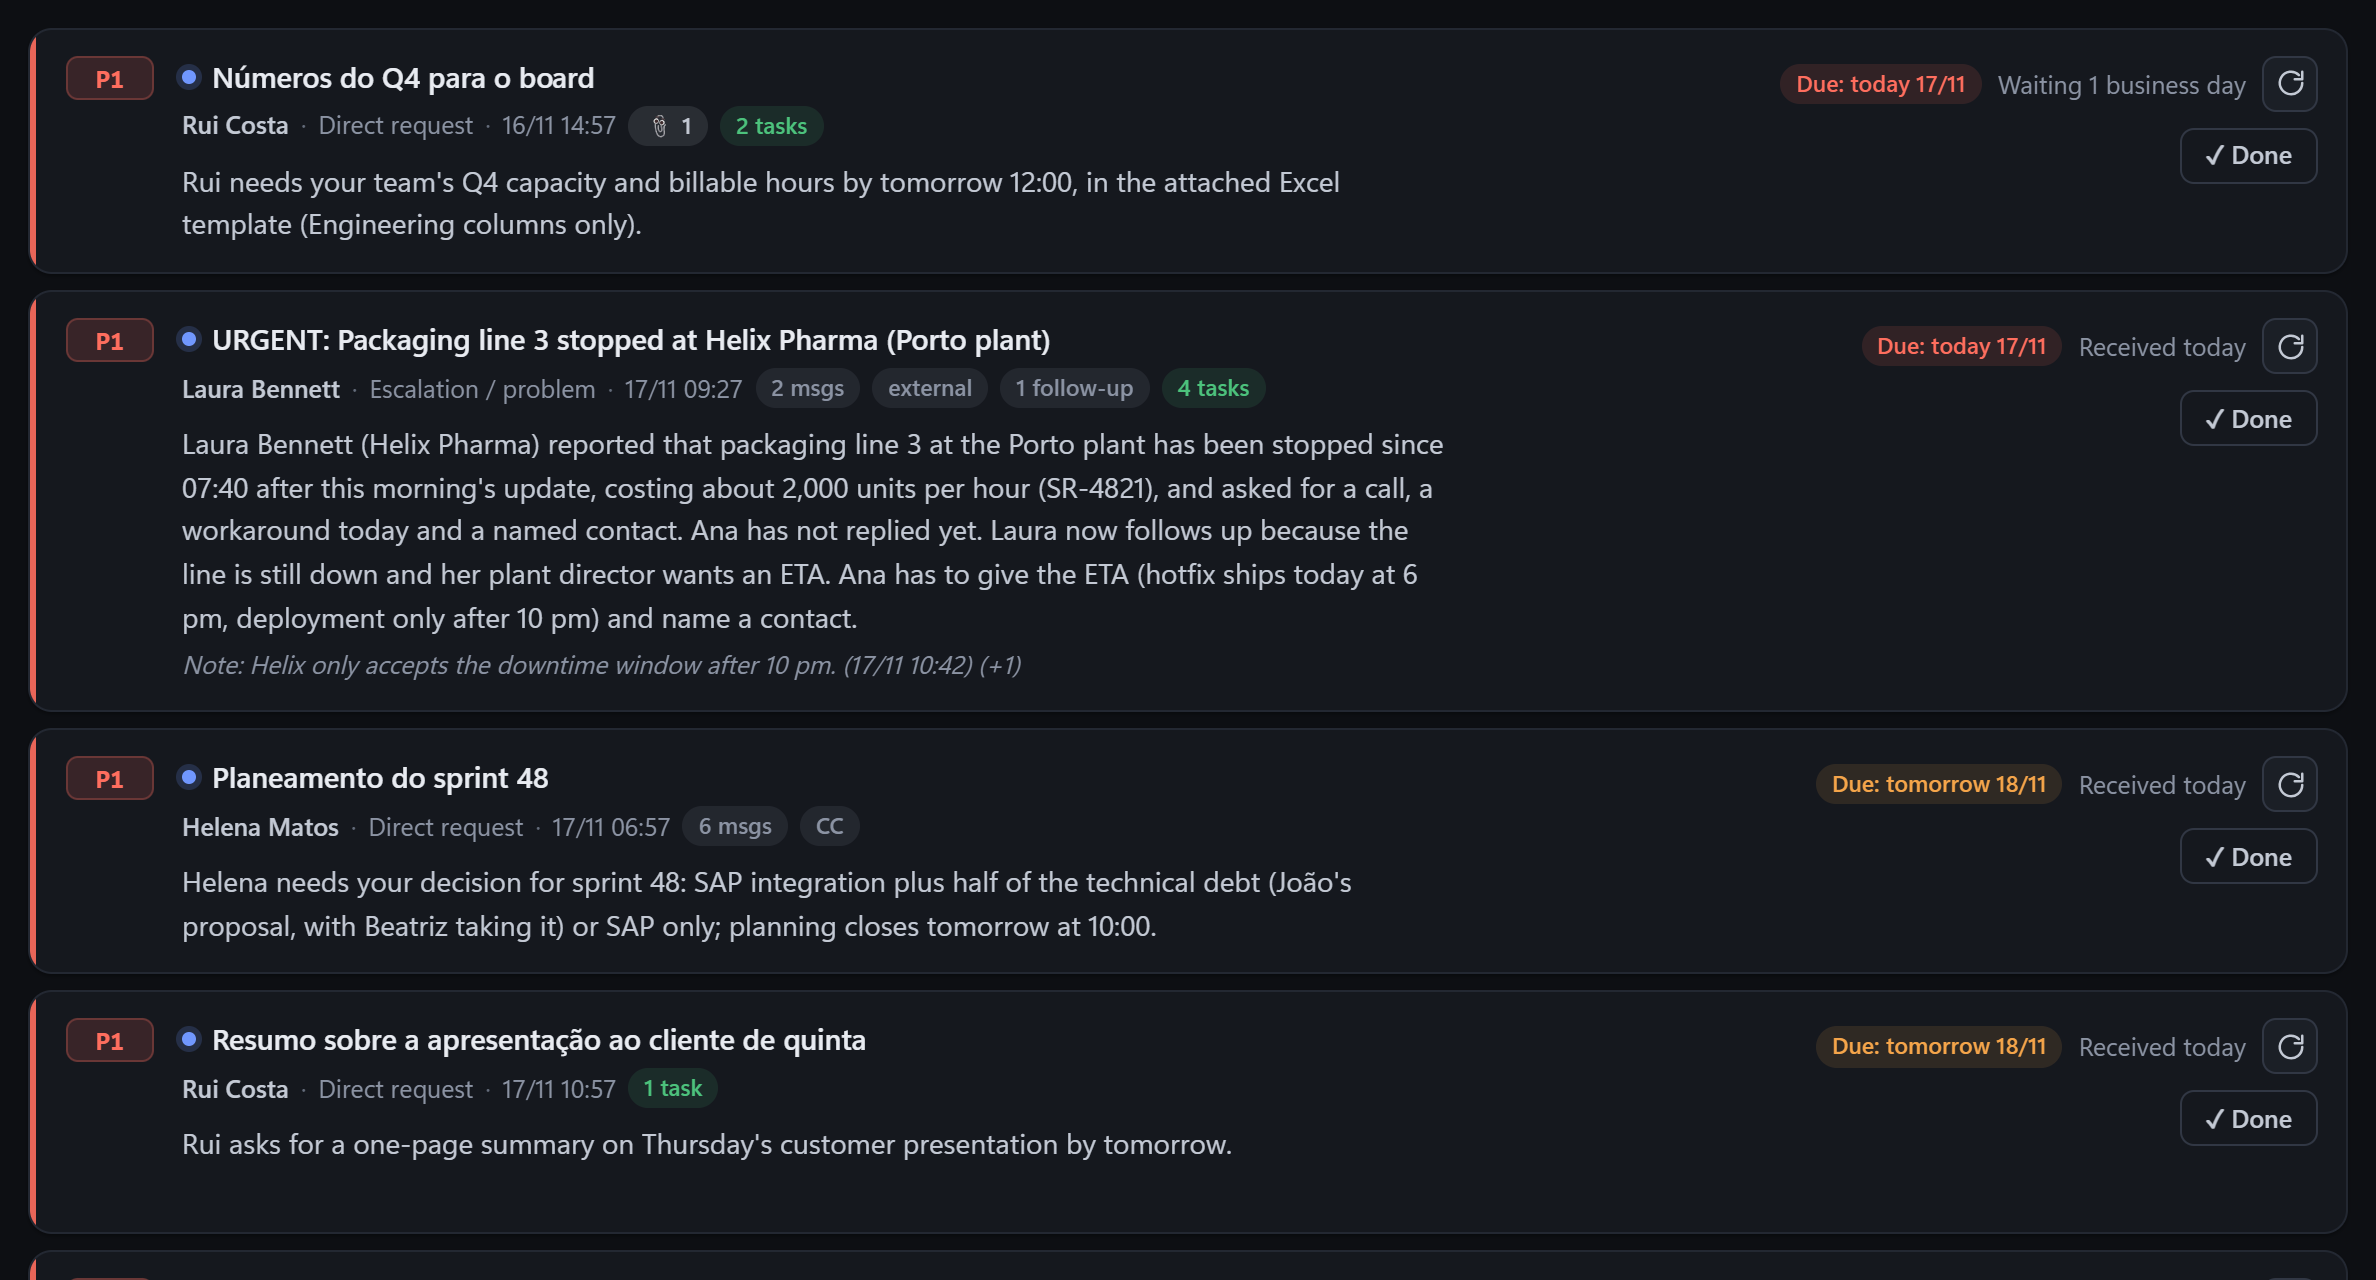 P1 Números do Q4 para o board Due: today 17/11 Waiting 1 business day
Rui Costa · Direct request · 16/11 14:57 1 2 tasks
✓ Done
Rui needs your team's Q4 capacity and billable hours by tomorrow 12:00, in the attached Excel
template (Engineering columns only).
P1 URGENT: Packaging line 3 stopped at Helix Pharma (Porto plant) Due: today 17/11 Received today
Laura Bennett · Escalation / problem · 17/11 09:27 2 msgs external 1 follow-up 4 tasks
✓ Done
Laura Bennett (Helix Pharma) reported that packaging line 3 at the Porto plant has been stopped since
07:40 after this morning's update, costing about 2,000 units per hour (SR-4821), and asked for a call, a
workaround today and a named contact. Ana has not replied yet. Laura now follows up because the
line is still down and her plant director wants an ETA. Ana has to give the ETA (hotfix ships today at 6
pm, deployment only after 10 pm) and name a contact.
Note: Helix only accepts the downtime window after 10 pm. (17/11 10:42) (+1)
P1 Planeamento do sprint 48 Due: tomorrow 18/11 Received today
Helena Matos · Direct request · 17/11 06:57 6 msgs CC
✓ Done
Helena needs your decision for sprint 48: SAP integration plus half of the technical debt (João's
proposal, with Beatriz taking it) or SAP only; planning closes tomorrow at 10:00.
P1 Resumo sobre a apresentação ao cliente de quinta Due: tomorrow 18/11 Received today
Rui Costa · Direct request · 17/11 10:57 1 task
✓ Done
Rui asks for a one-page summary on Thursday's customer presentation by tomorrow.